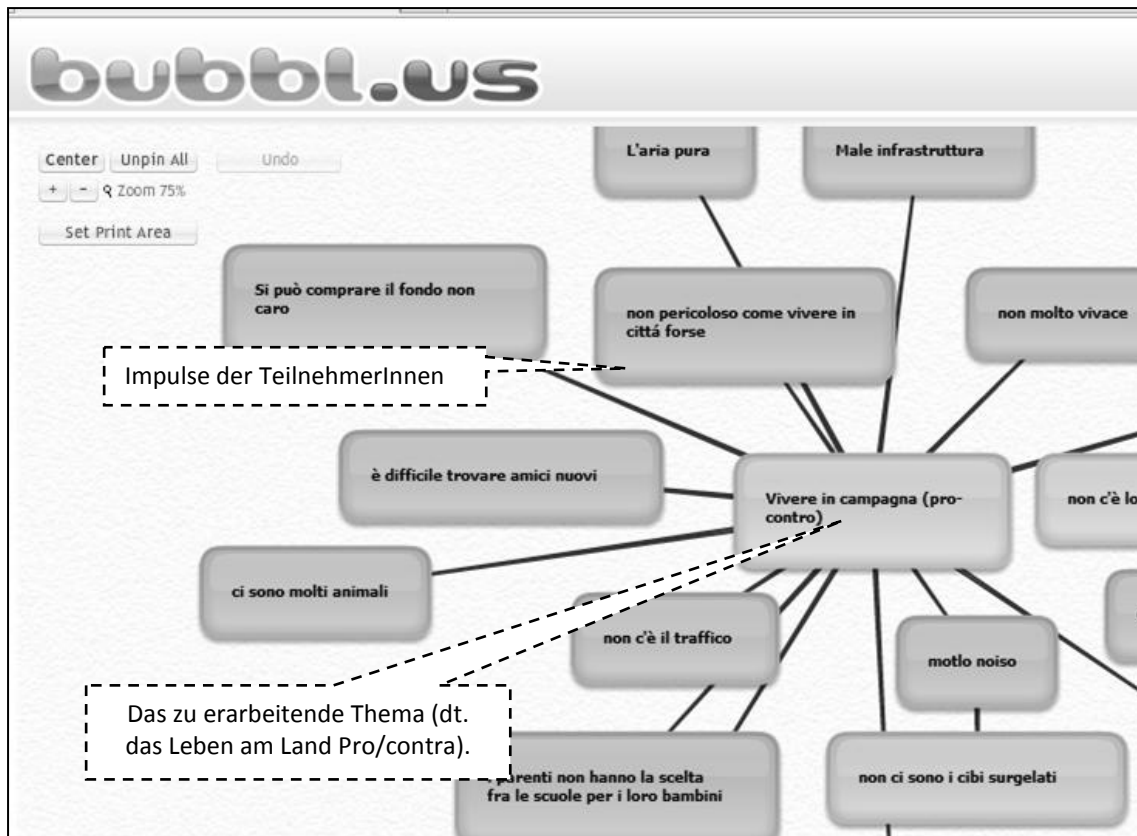 bubbl.us
Center Unpin All Undo
+ - Zoom 75%
Set Print Area
L'aria pura
Male infrastruttura
Si può comprare il fondo non
caro
non pericoloso come vivere in
cittá forse
non molto vivace
Impulse der TeilnehmerInnen
è difficile trovare amici nuovi
Vivere in campagna (pro-
contro)
non c'è lo
ci sono molti animali
non c'è il traffico
motlo noiso
Das zu erarbeitende Thema (dt.
das Leben am Land Pro/contra).
parenti non hanno la scelta
fra le scuole per i loro bambini
non ci sono i cibi surgelati